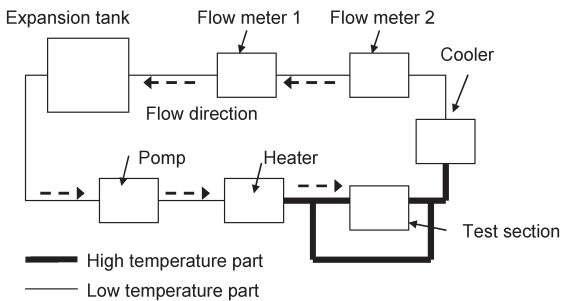 Expansion tank
Flow meter 1
Flow meter 2
Cooler
Flow direction
Pump
Heater
Test section
High temperature part
Low temperature part